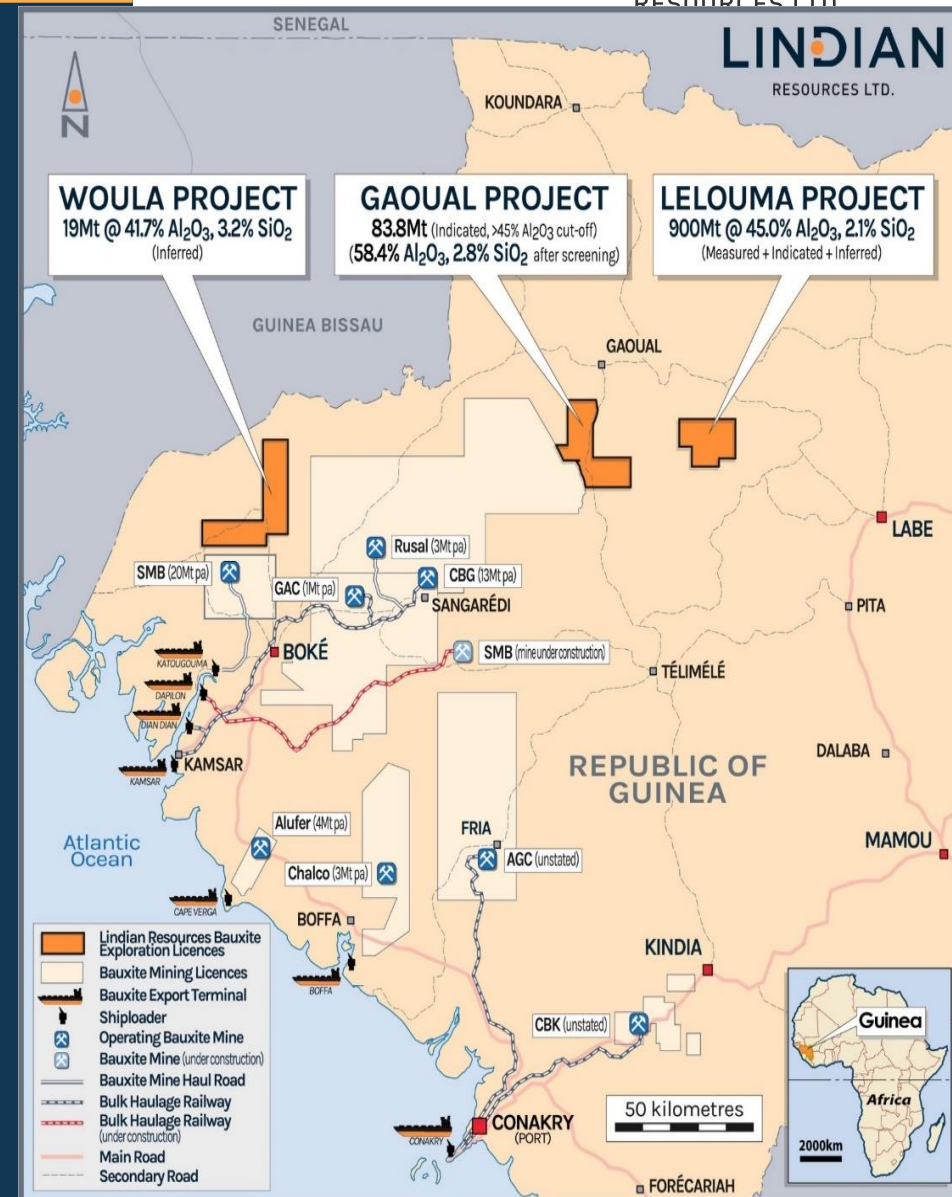 RESOURCES LTD.
SENEGAL
LINDIAN
RESOURCES LTD.
N
KOUNDARA
WOULA PROJECT
19Mt @ 41.7% Al₂O₃, 3.2% SiO₂
(Inferred)
GAOUAL PROJECT
83.8Mt (Indicated, >45% Al₂O₃ cut-off)
(58.4% Al₂O₃, 2.8% SiO₂ after screening)
LELOUMA PROJECT
900Mt @ 45.0% Al₂O₃, 2.1% SiO₂
(Measured + Indicated + Inferred)
GUINEA BISSAU
GAOUAL
LABE
Rusal (3Mt pa)
SMB (20Mt pa)
GAC (1Mt pa)
CBG (13Mt pa)
SANGARÉDI
PITA
BOKÉ
SMB (mine under construction)
KATOUGOUMA
TÉLIMÉLÉ
DAPILON
DIAN DIAN
KAMSAR
KAMSAR
DALABA
REPUBLIC OF
GUINEA
Atlantic
Ocean
Alufer (4Mt pa)
FRIA
MAMOU
AGC (unstated)
Chalco (3Mt pa)
CAPE VERGA
BOFFA
BOFFA
KINDIA
Lindian Resources Bauxite
Exploration Licences
Bauxite Mining Licences
Bauxite Export Terminal
Shiploader
Operating Bauxite Mine
Bauxite Mine (under construction)
Bauxite Mine Haul Road
Bulk Haulage Railway
Bulk Haulage Railway
(under construction)
Main Road
Secondary Road
CBK (unstated)
CONAKRY
CONAKRY
(PORT)
50 kilometres
FORÉCARIAH
Guinea
Africa
2000km